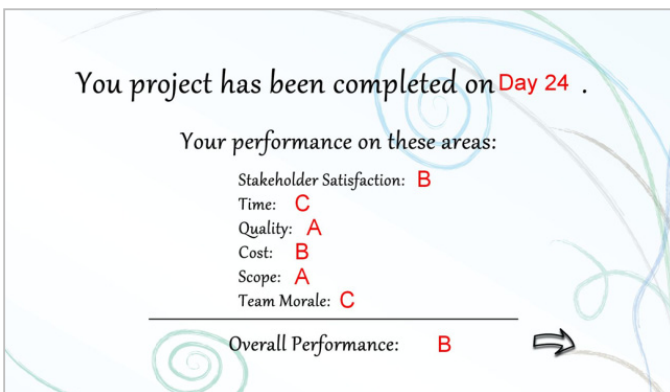 You project has been completed on Day 24 .
Your performance on these areas:
Stakeholder Satisfaction: B
Time: C
Quality: A
Cost: B
Scope: A
Team Morale: C
Overall Performance: B